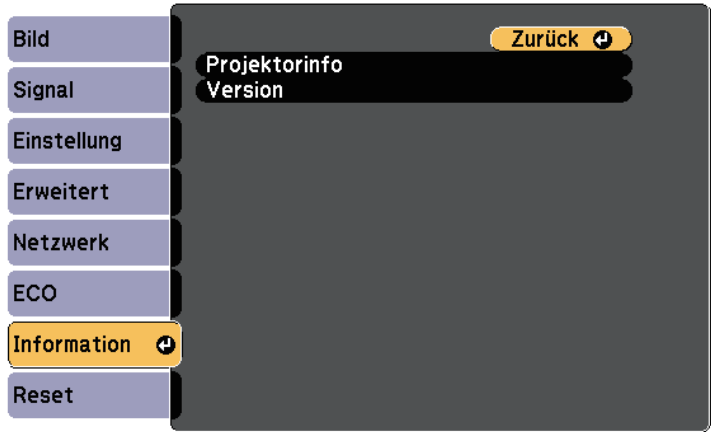 Bild
Signal
Einstellung
Erweitert
Netzwerk
ECO
Information
Reset
Zurück
Projektorinfo
Version